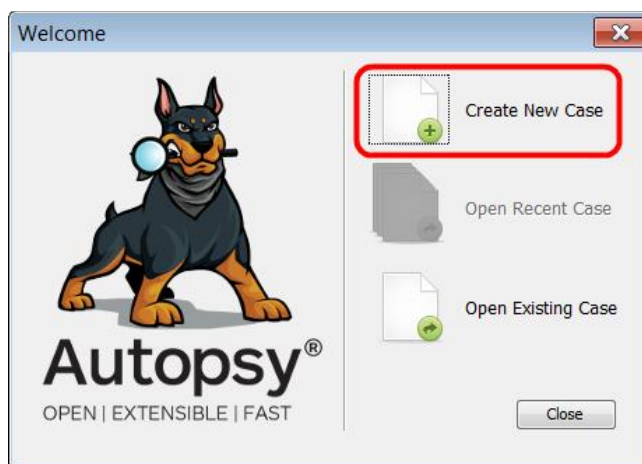 Welcome
Create New Case
Open Recent Case
Open Existing Case
Autopsy®
OPEN | EXTENSIBLE | FAST
Close